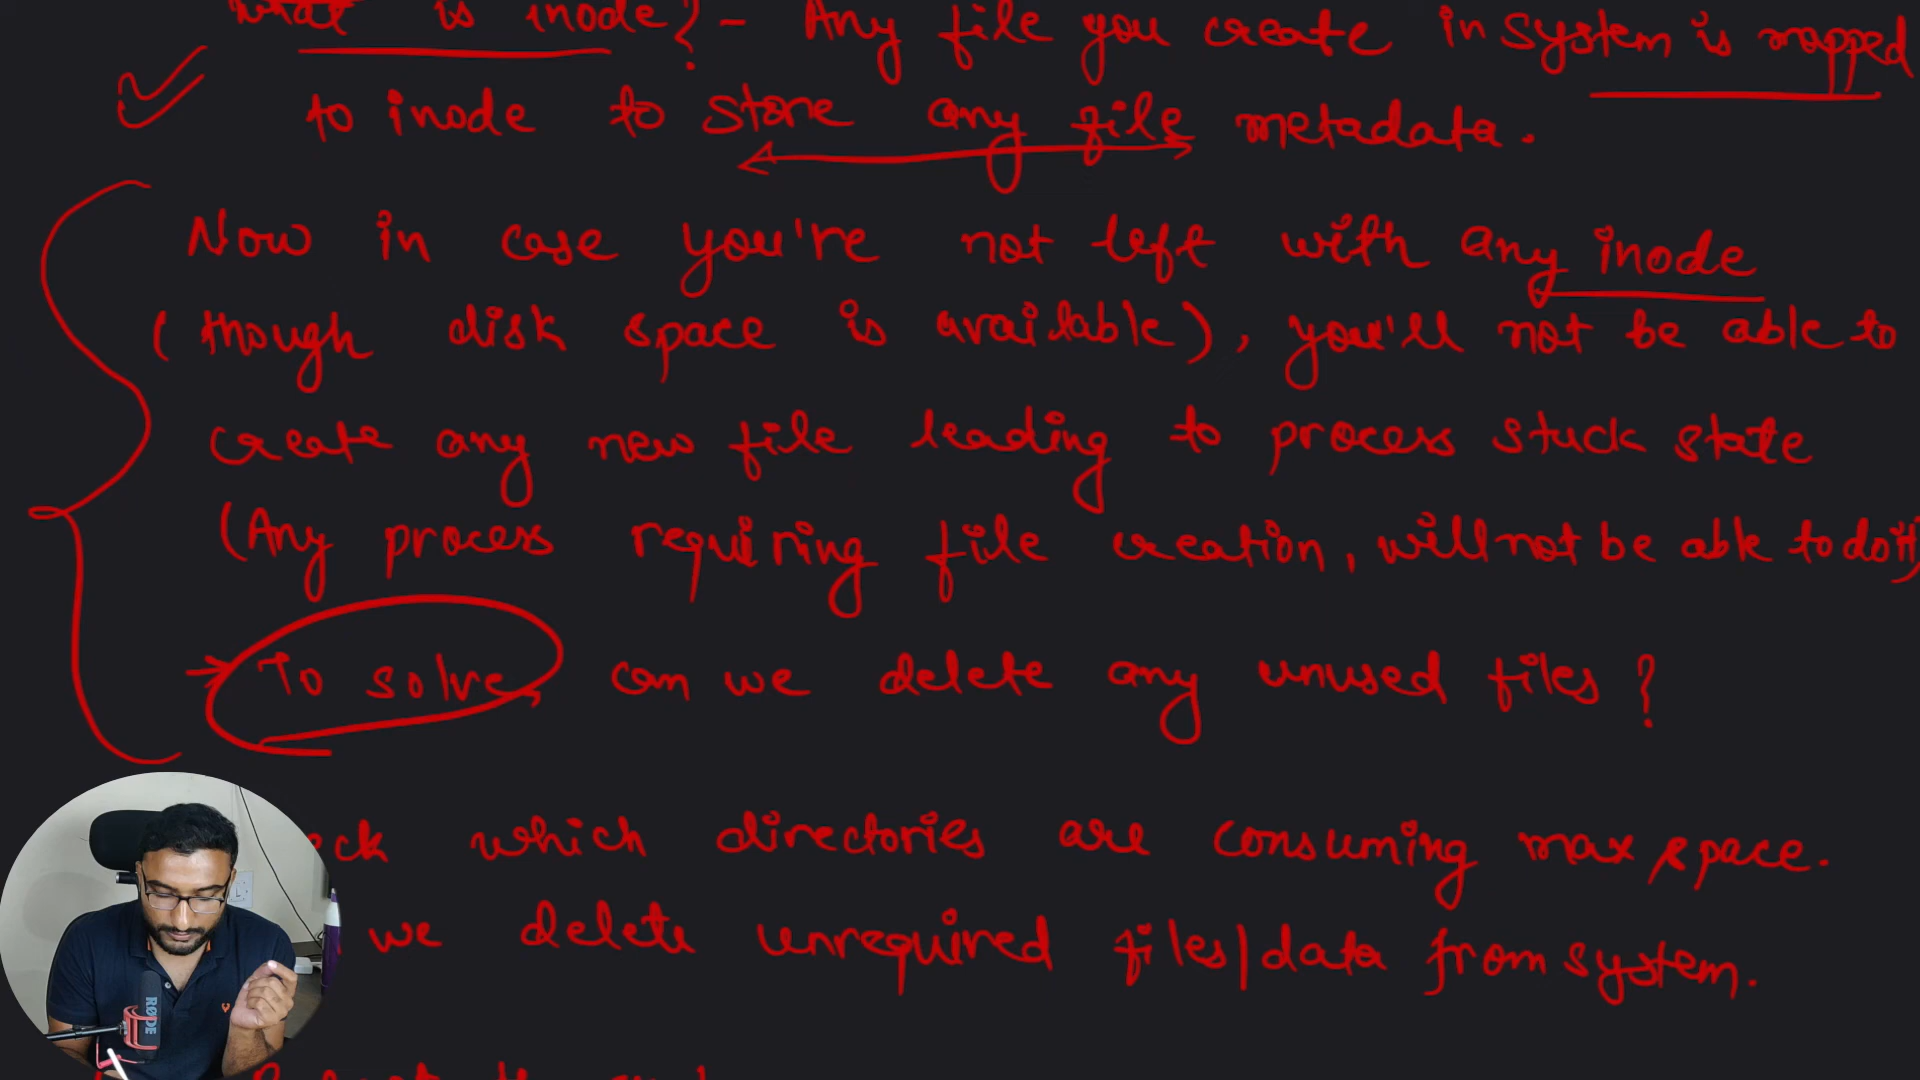 What is inode? - Any file you create in system is mapped
to inode to store any file metadata.
Now in case you're not left with any inode
(though disk space is available), you'll not be able to
create any new file leading to process stuck state
(Any process requiring file creation, will not be able to do it)
→ To solve, can we delete any unused files?
eck which directories are consuming max space.
we delete unrequired files/data from system.
RØDE